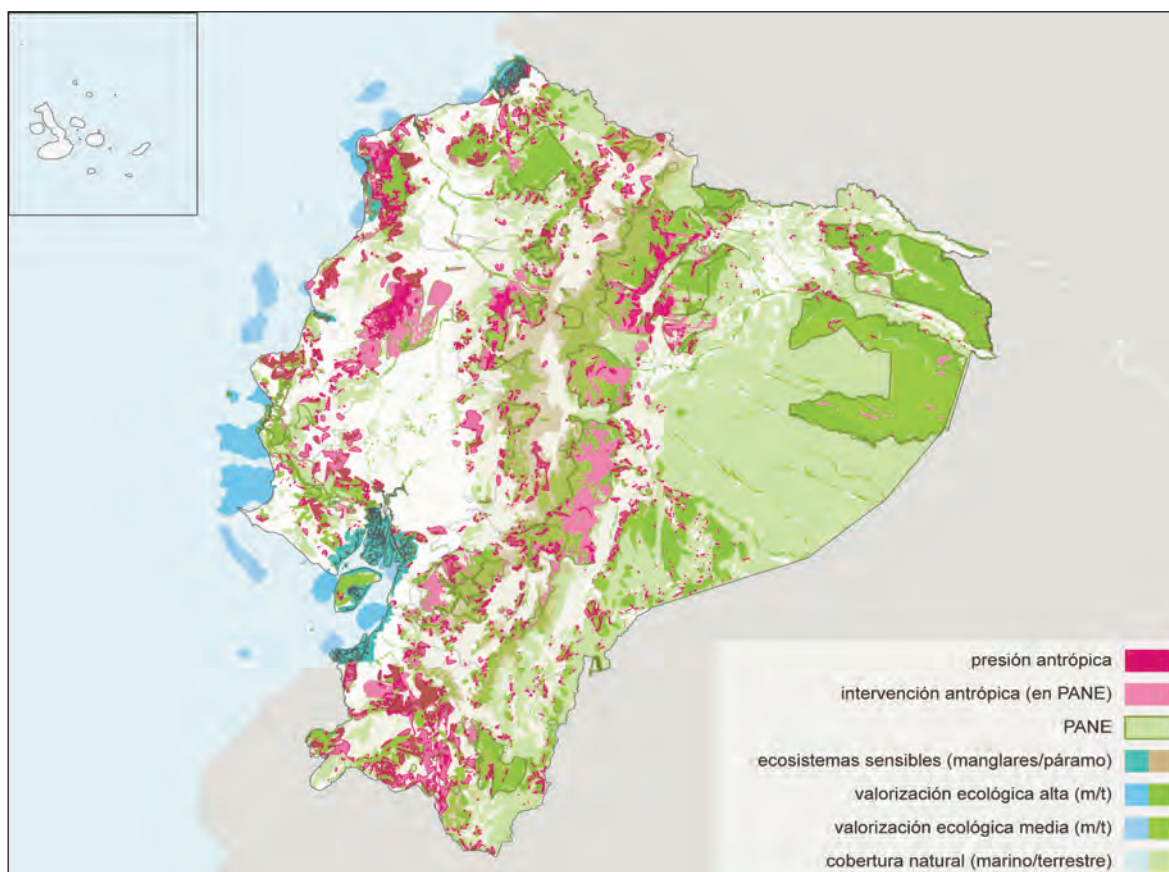 presión antrópica
intervención antrópica (en PANE)
PANE
ecosistemas sensibles (manglares/páramo)
valorización ecológica alta (m/t)
valorización ecológica media (m/t)
cobertura natural (marino/terrestre)